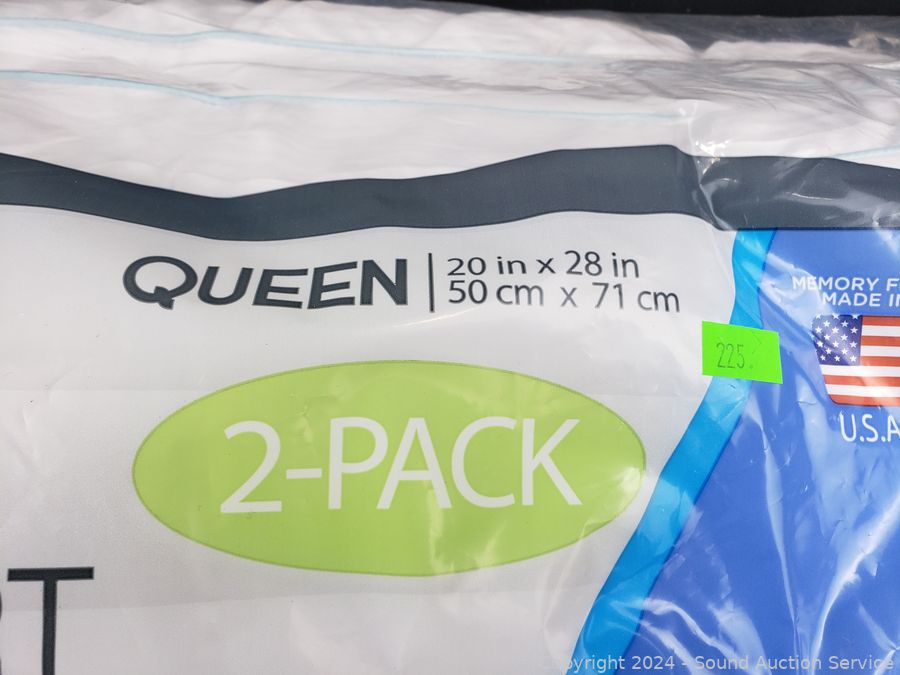 QUEEN
20 in x 28 in
50 cm x 71 cm
MEMORY F
MADE IN
225.
U.S.A
2-PACK
RT
Copyright 2024 - Sound Auction Service